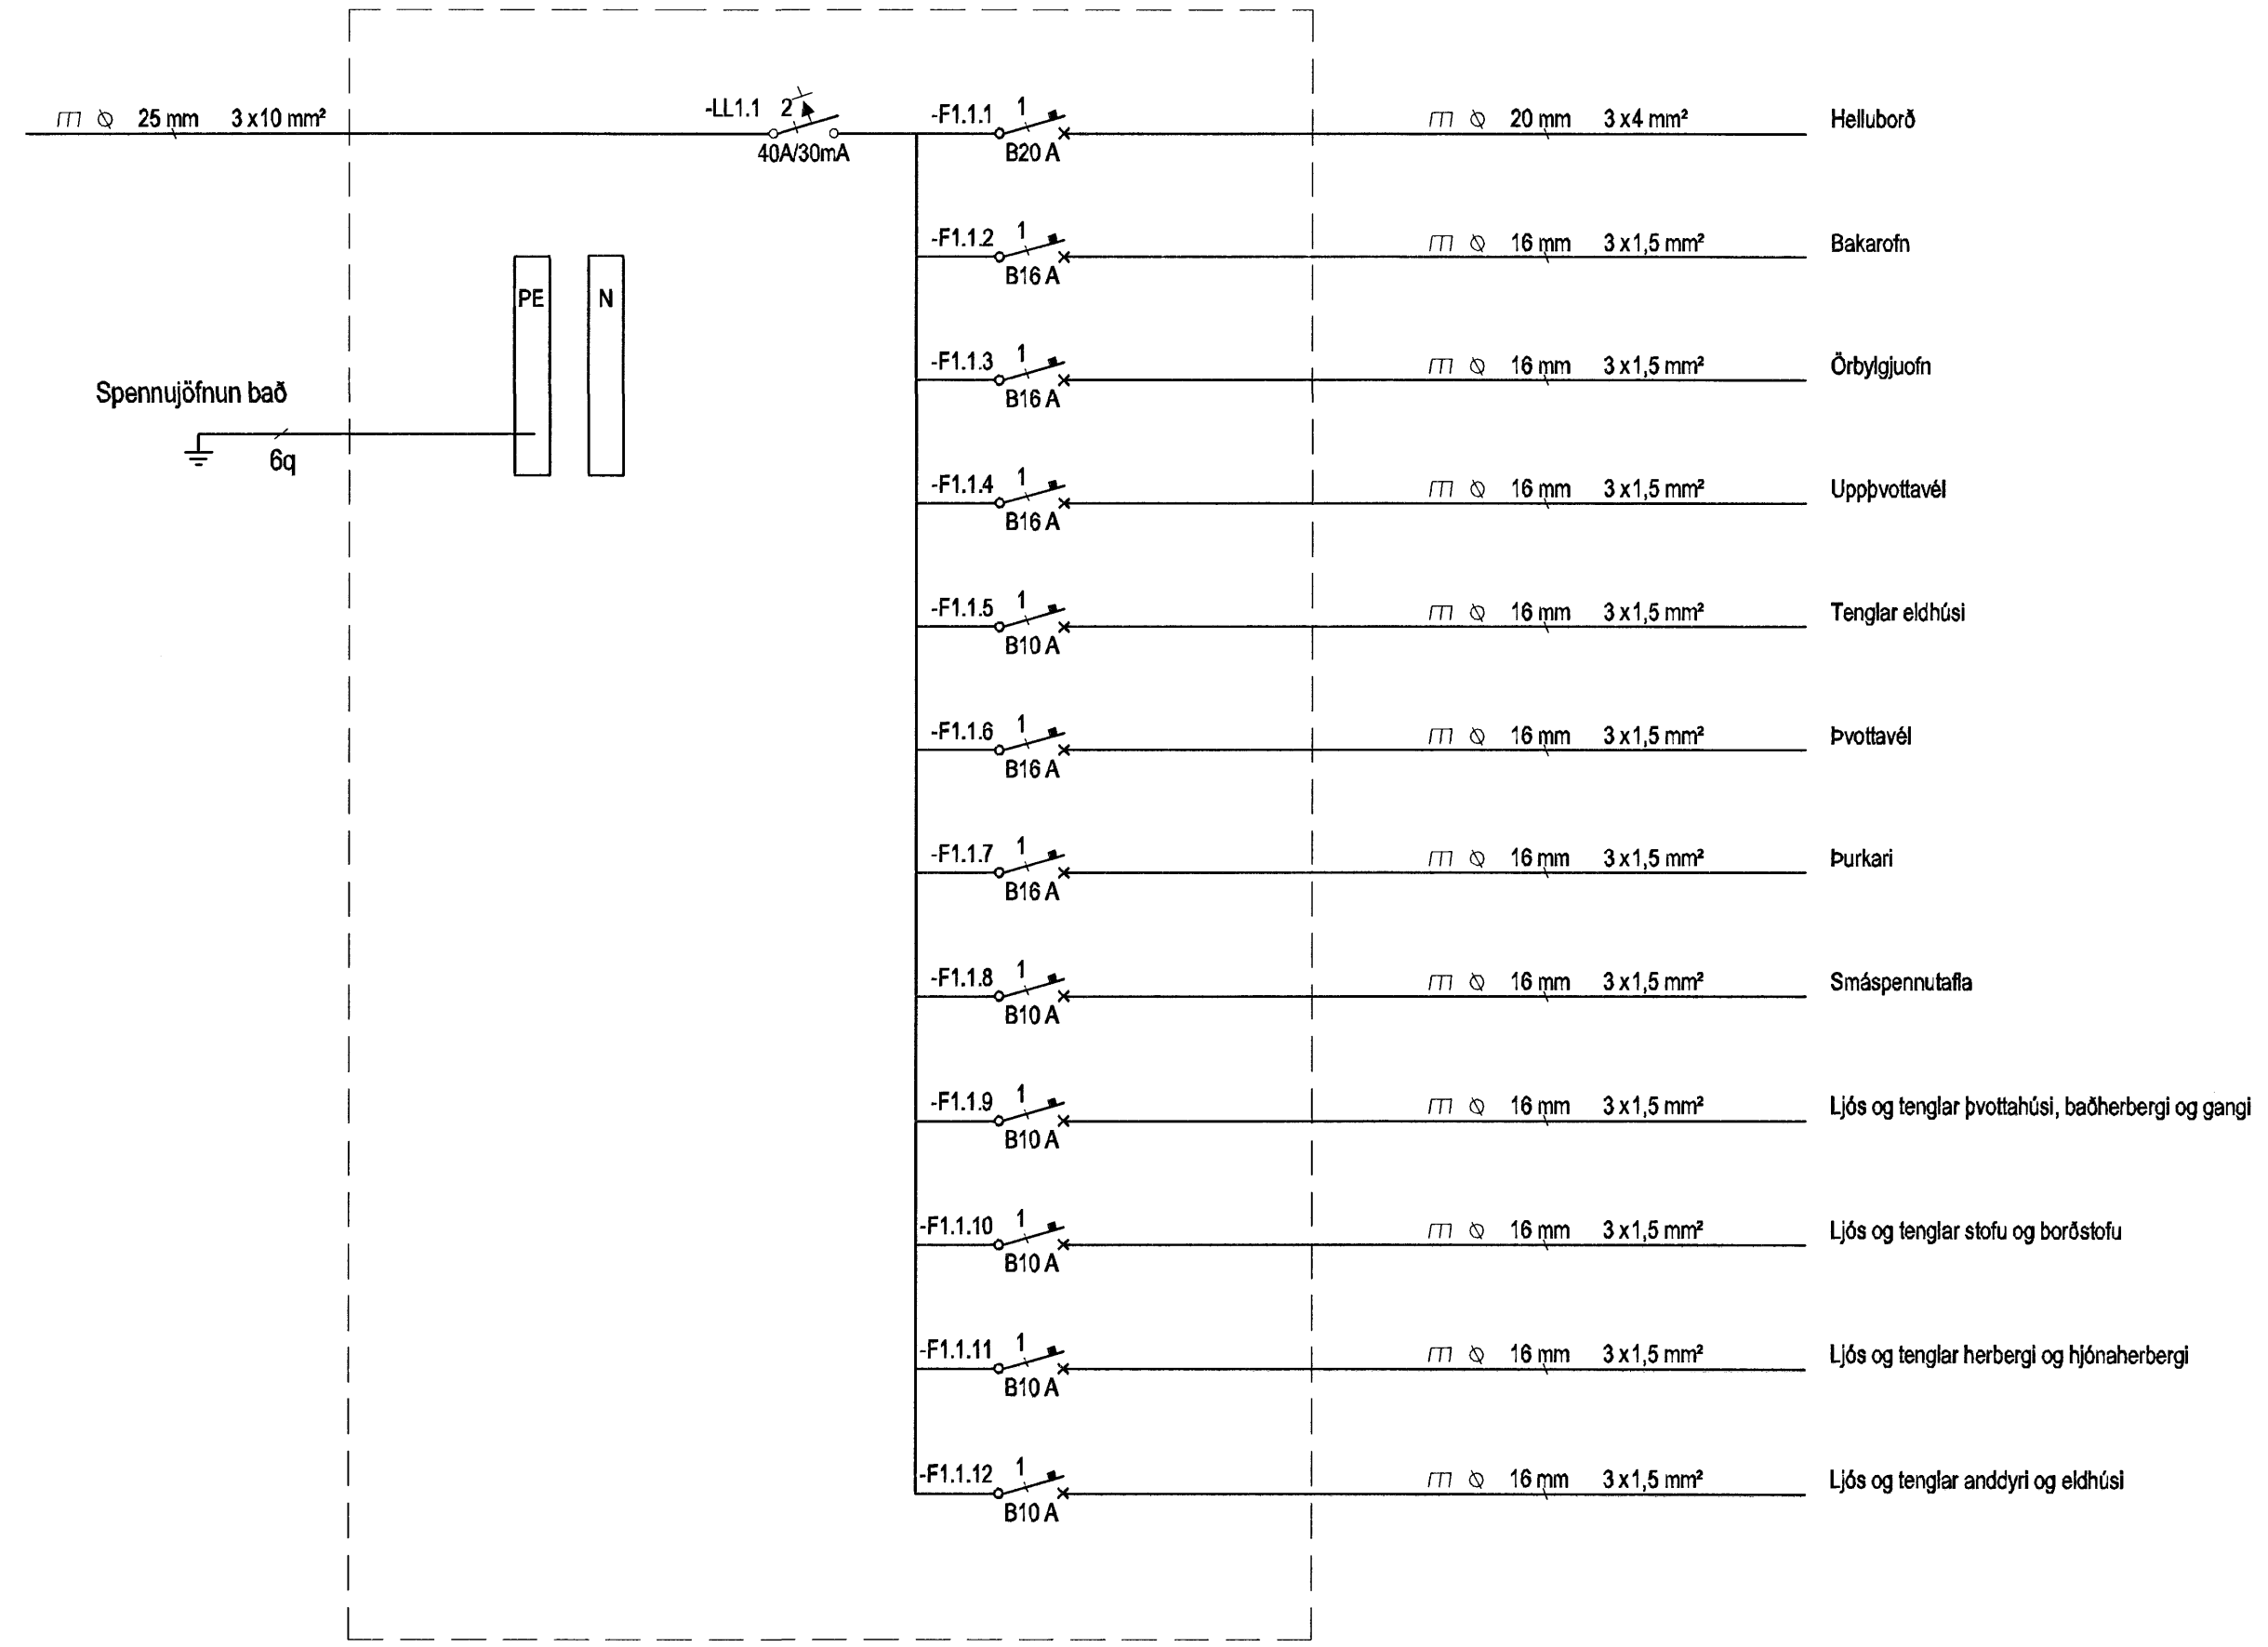 25 mm 3 x 10 mm²
-LL1.1 2
40A/30mA
-F1.1.1 1
B20 A
20 mm 3 x 4 mm² Helluborð
-F1.1.2 1
B16 A
16 mm 3 x 1,5 mm² Bakarofn
PE N
-F1.1.3 1
B16 A
16 mm 3 x 1,5 mm² Örbylgjuofn
Spennujöfnun bað
6q
-F1.1.4 1
B16 A
16 mm 3 x 1,5 mm² Uppþvottavél
-F1.1.5 1
B10 A
16 mm 3 x 1,5 mm² Tenglar eldhúsi
-F1.1.6 1
B16 A
16 mm 3 x 1,5 mm² Þvottavél
-F1.1.7 1
B16 A
16 mm 3 x 1,5 mm² Þurkari
-F1.1.8 1
B10 A
16 mm 3 x 1,5 mm² Smáspennutafla
-F1.1.9 1
B10 A
16 mm 3 x 1,5 mm² Ljós og tenglar þvottahúsi, baðherbergi og gangi
-F1.1.10 1
B10 A
16 mm 3 x 1,5 mm² Ljós og tenglar stofu og borðstofu
-F1.1.11 1
B10 A
16 mm 3 x 1,5 mm² Ljós og tenglar herbergi og hjónaherbergi
-F1.1.12 1
B10 A
16 mm 3 x 1,5 mm² Ljós og tenglar anddyri og eldhúsi